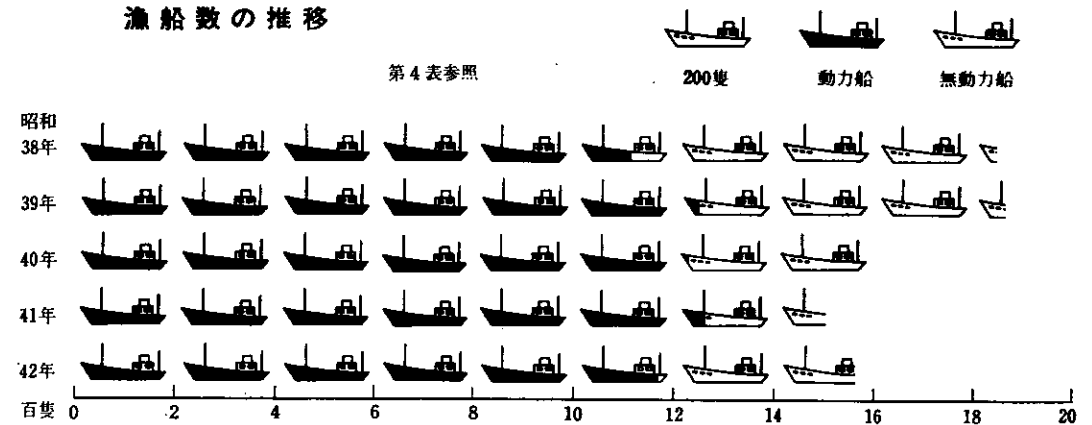 漁船数の推移
第4表参照
200隻 動力船 無動力船
昭和
38年
39年
40年
41年
42年
百隻 0 2 4 6 8 10 12 14 16 18 20